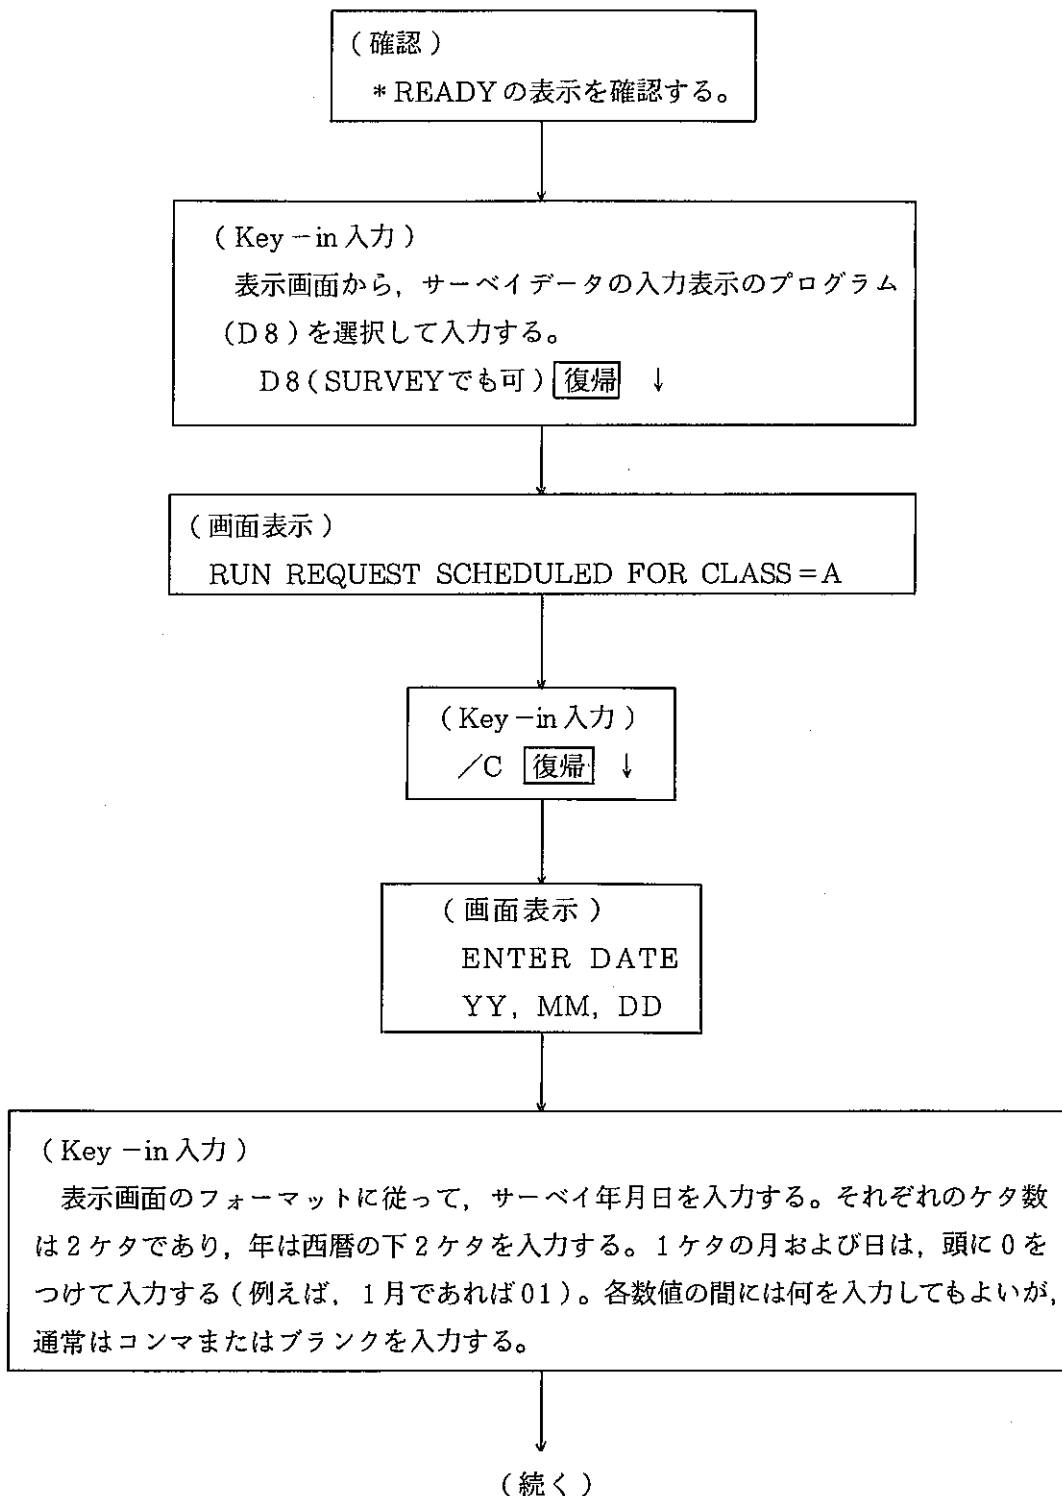 (確認)
*READYの表示を確認する。
(Key-in入力)
表示画面から,サーベイデータの入力表示のプログラム
(D8)を選択して入力する。
D8(SURVEYでも可) 復帰 ↓
(画面表示)
RUN REQUEST SCHEDULED FOR CLASS=A
(Key-in入力)
/C 復帰 ↓
(画面表示)
ENTER DATE
YY, MM, DD
(Key-in入力)
表示画面のフォーマットに従って,サーベイ年月日を入力する。それぞれのケタ数
は2ケタであり,年は西暦の下2ケタを入力する。1ケタの月および日は,頭に0を
つけて入力する(例えば,1月であれば01)。各数値の間には何を入力してもよいが,
通常はコンマまたはブランクを入力する。
(続く)